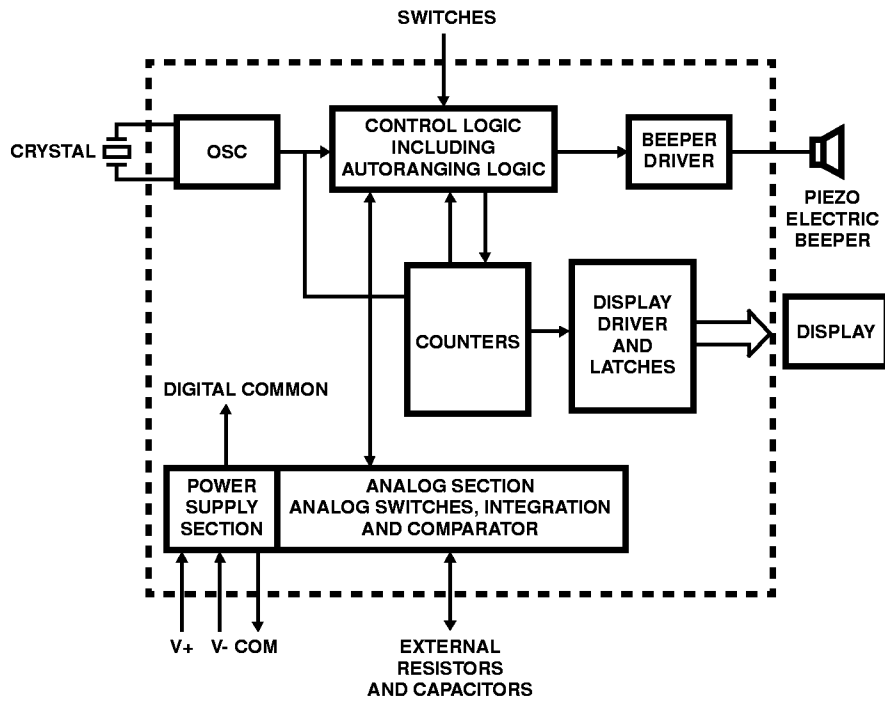 SWITCHES
CRYSTAL
OSC
CONTROL LOGIC
INCLUDING
AUTORANGING LOGIC
BEEPER
DRIVER
PIEZO
ELECTRIC
BEEPER
COUNTERS
DISPLAY
DRIVER
AND
LATCHES
DISPLAY
DIGITAL COMMON
POWER
SUPPLY
SECTION
ANALOG SECTION
ANALOG SWITCHES, INTEGRATION
AND COMPARATOR
V+ V- COM
EXTERNAL
RESISTORS
AND CAPACITORS